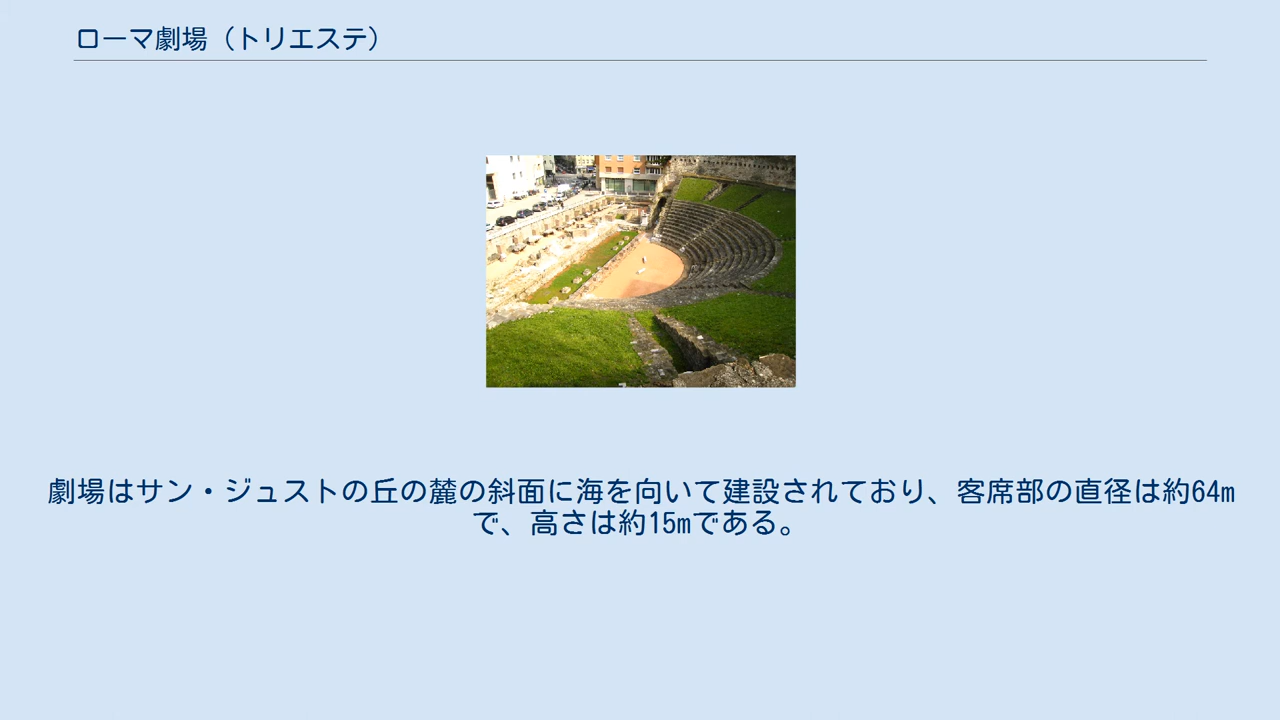 ローマ劇場（トリエステ）
劇場はサン・ジュストの丘の麓の斜面に海を向いて建設されており、客席部の直径は約64m
で、高さは約15mである。